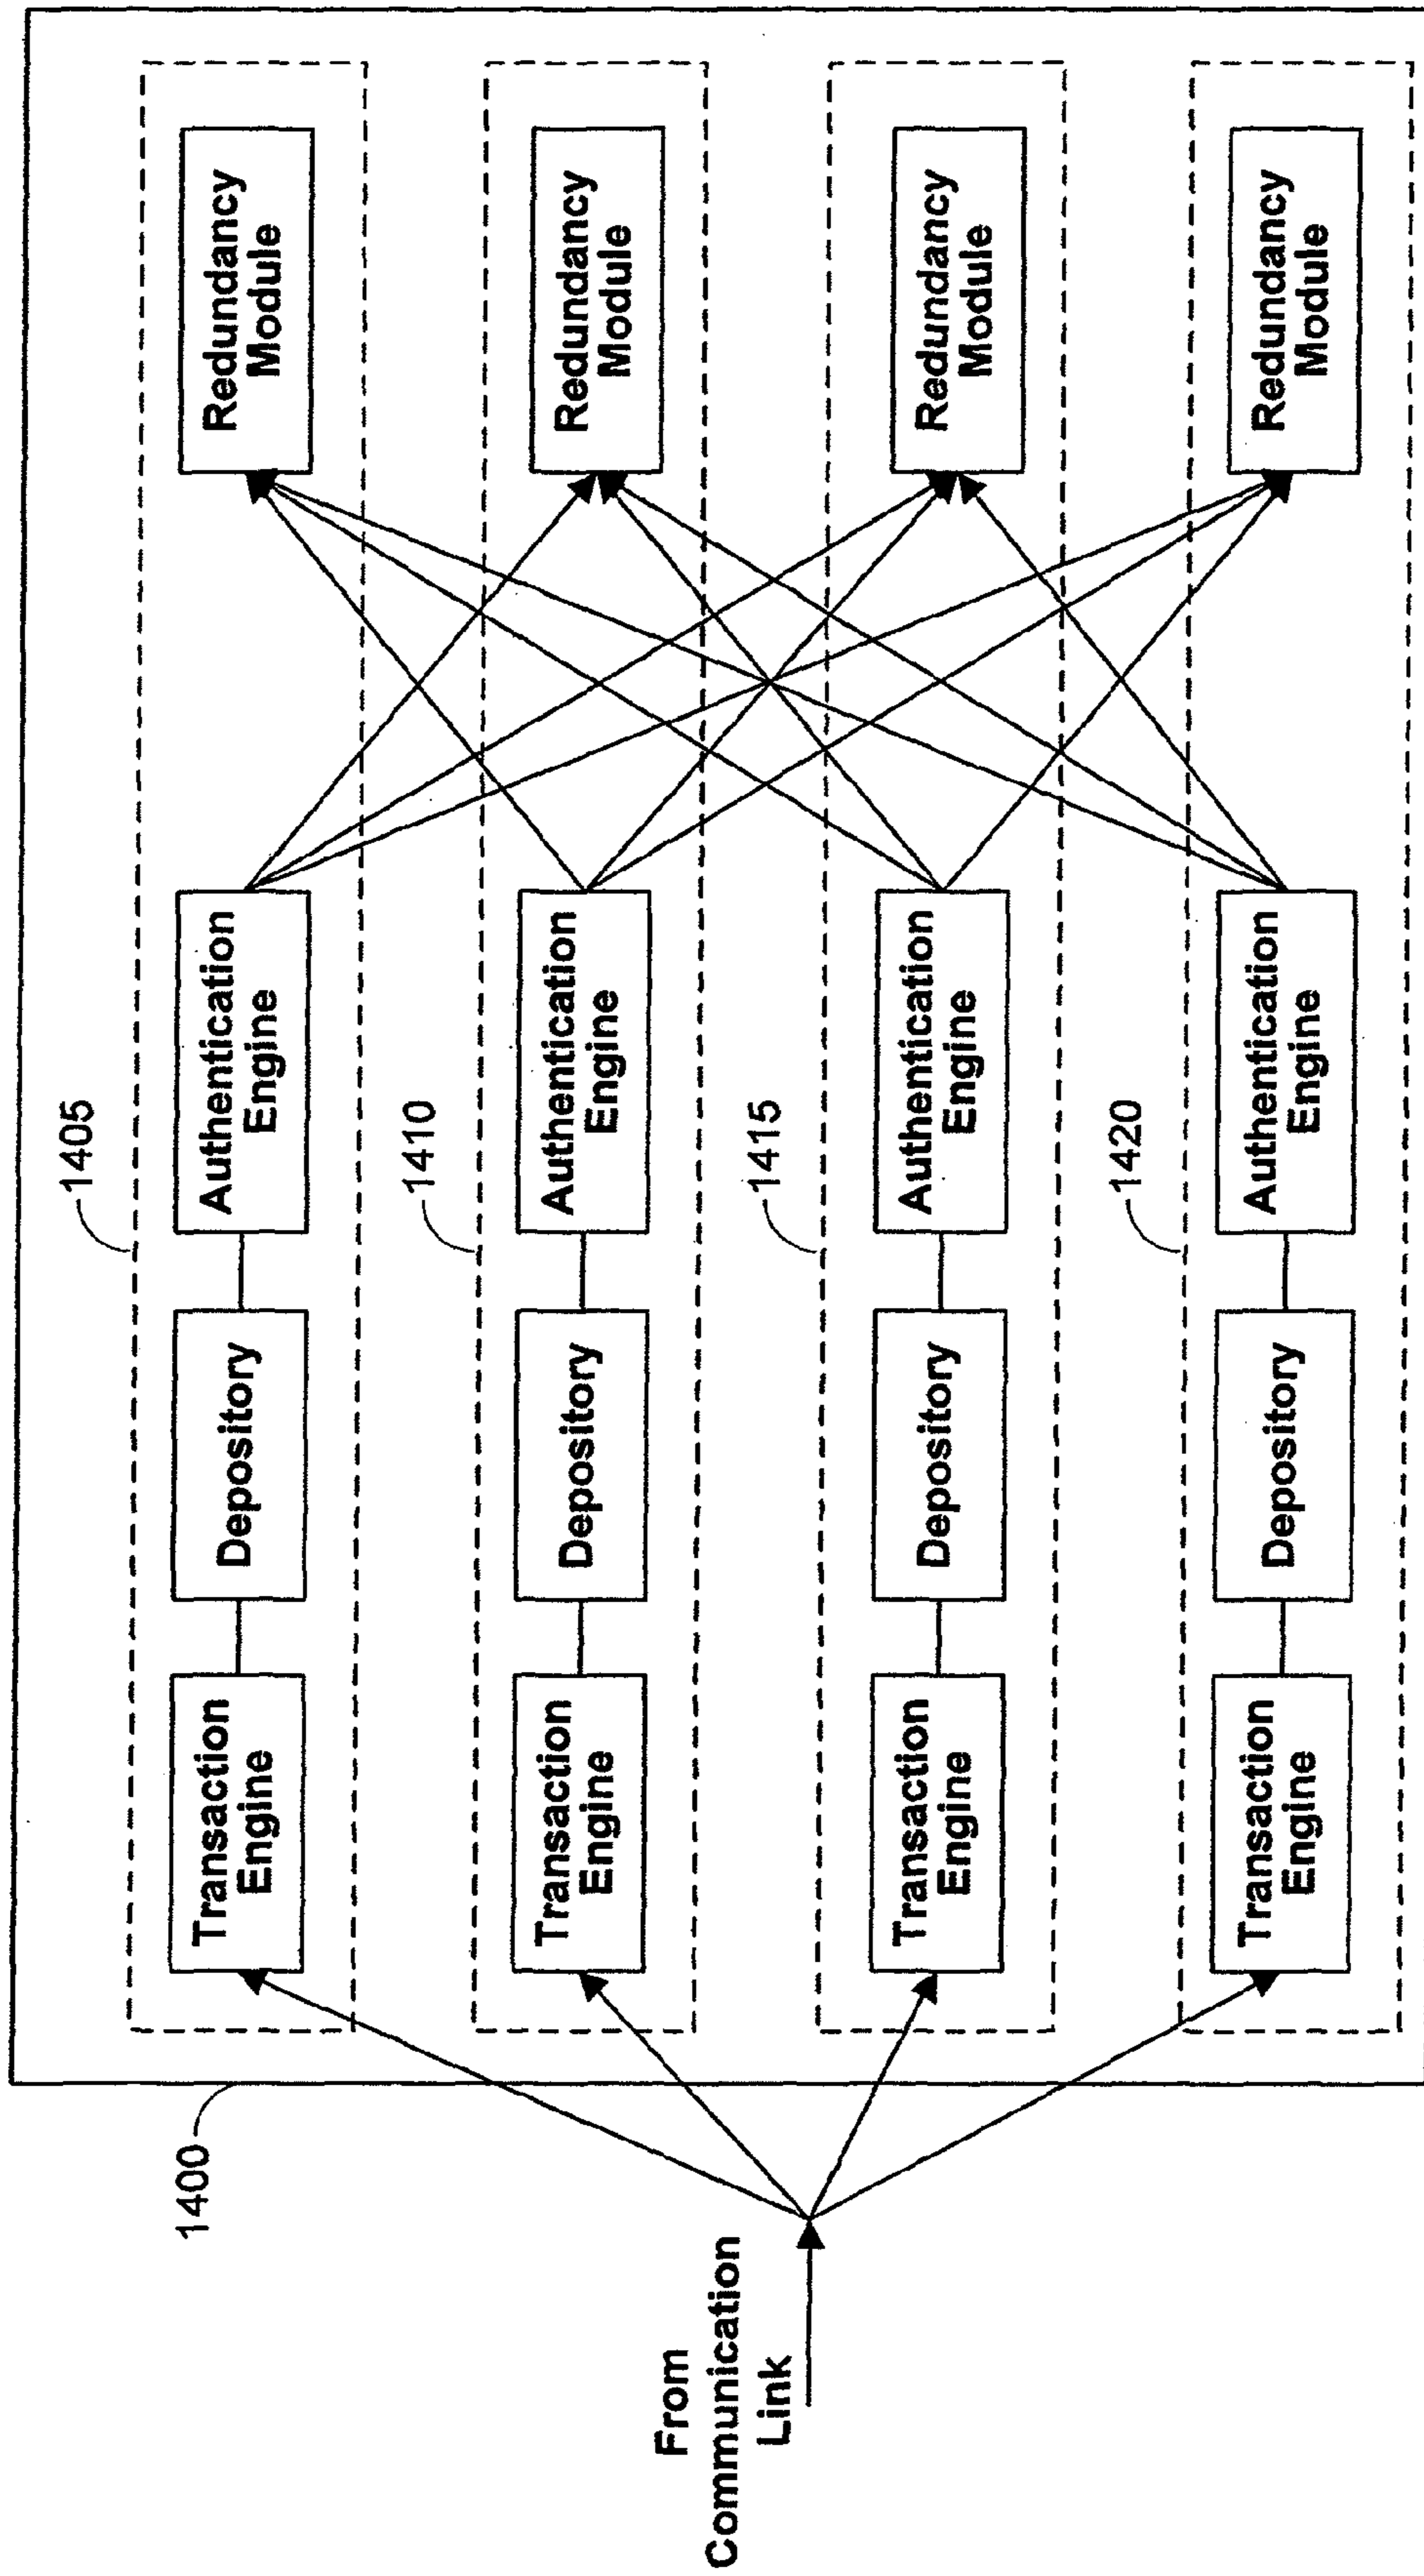 1400
From
Communication
Link
1405
Transaction
Engine
Depository
Authentication
Engine
Redundancy
Module
1410
Transaction
Engine
Depository
Authentication
Engine
Redundancy
Module
1415
Transaction
Engine
Depository
Authentication
Engine
Redundancy
Module
1420
Transaction
Engine
Depository
Authentication
Engine
Redundancy
Module